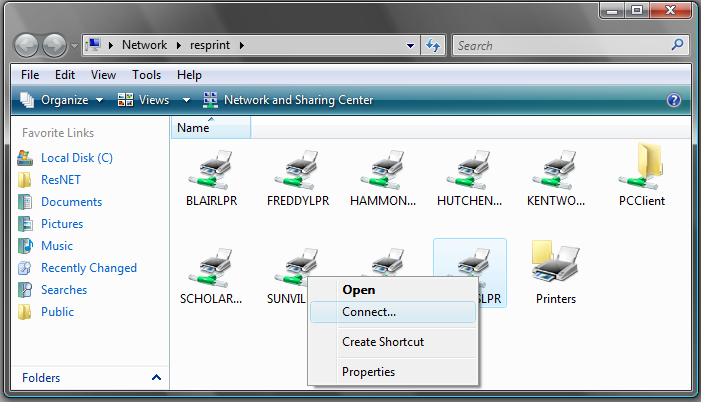 Network resprint
Search
File Edit View Tools Help
Organize Views Network and Sharing Center
Favorite Links
Name
Local Disk (C)
ResNET
Documents
Pictures
Music
Recently Changed
Searches
Public
BLAIRLPR FREDDYLPR HAMMON... HUTCHEN... KENTWO... PCClient
SCHOLAR... SUNVIL SLPR Printers
Open
Connect...
Create Shortcut
Properties
Folders